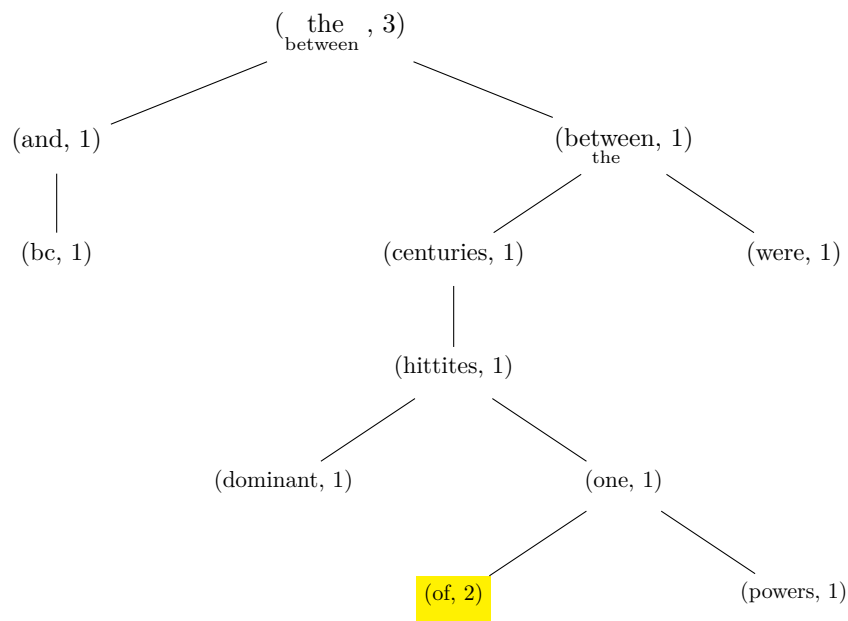 ( the , 3)
between
(and, 1) (between, 1)
the
(bc, 1) (centuries, 1) (were, 1)
(hittites, 1)
(dominant, 1) (one, 1)
(of, 2) (powers, 1)